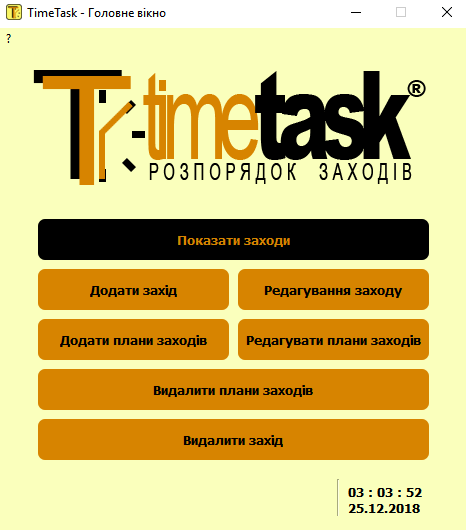 TimeTask - Головне вікно
?
timetask®
РОЗПОРЯДОК ЗАХОДІВ
Показати заходи
Додати захід
Редагування заходу
Додати плани заходів
Редагувати плани заходів
Видалити плани заходів
Видалити захід
03 : 03 : 52
25.12.2018